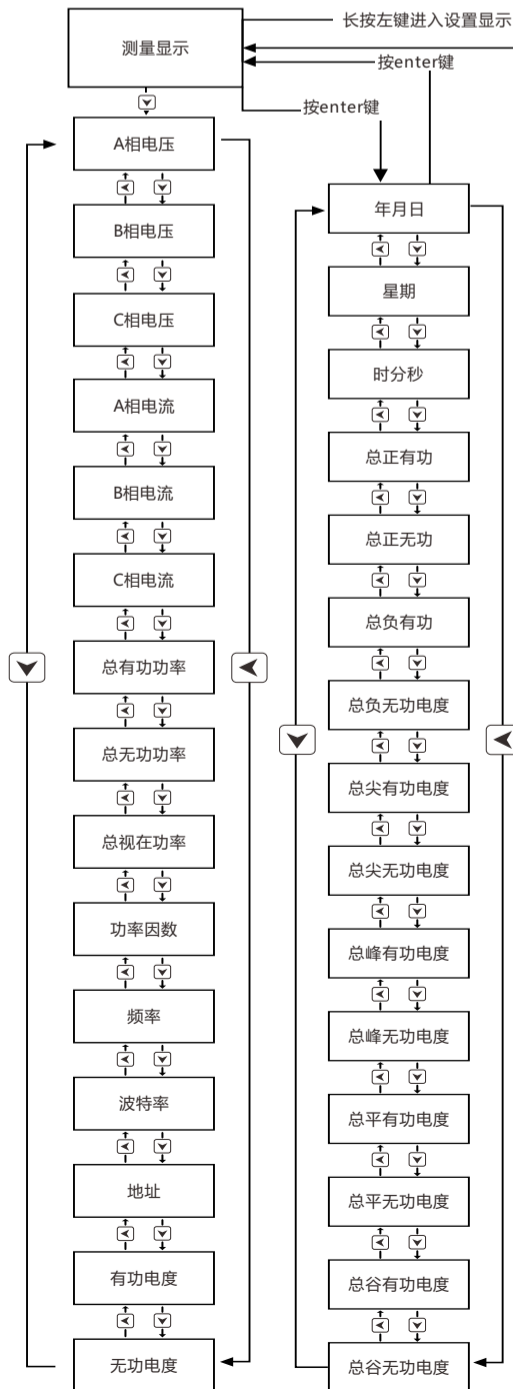 测量显示
长按左键进入设置显示
按enter键
按enter键
A相电压
B相电压
C相电压
A相电流
B相电流
C相电流
总有功功率
总无功功率
总视在功率
功率因数
频率
波特率
地址
有功电度
无功电度
年月日
星期
时分秒
总正有功
总正无功
总负有功
总负无功电度
总尖有功电度
总尖无功电度
总峰有功电度
总峰无功电度
总平有功电度
总平无功电度
总谷有功电度
总谷无功电度